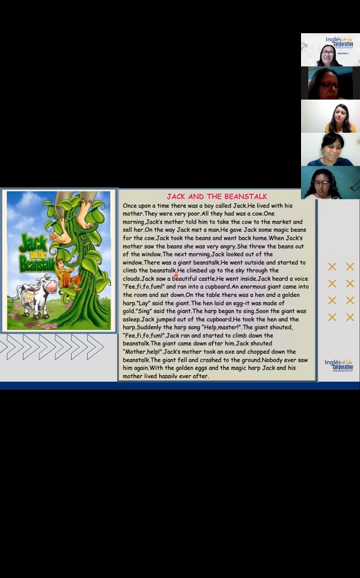 Inglés
Corporativo
JACK AND THE BEANSTALK
Once upon a time there was a boy called Jack.He lived with his
mother.They were very poor.All they had was a cow.One
morning,Jack's mother told him to take the cow to the market and
sell her.On the way Jack met a man.He gave Jack some magic beans
for the cow.Jack took the beans and went back home.When Jack's
mother saw the beans she was very angry.She threw the beans out
of the window.The next morning,Jack looked out of the
window.There was a giant beanstalk.He went outside and started to
climb the beanstalk.He climbed up to the sky through the
clouds.Jack saw a beautiful castle.He went inside.Jack heard a voice
"Fee,fi,fo,fum!" and ran into a cupboard.An enormous giant came into
the room and sat down.On the table there was a hen and a golden
harp."Lay" said the giant.The hen laid an egg-it was made of
gold."Sing" said the giant.The harp began to sing.Soon the giant was
asleep.Jack jumped out of the cupboard.He took the hen and the
harp.Suddenly the harp song "Help,master!".The giant shouted,
"Fee,fi,fo,fum!".Jack ran and started to climb down the
beanstalk.The giant came down after him.Jack shouted
"Mother,help!".Jack's mother took an axe and chopped down the
beanstalk.The giant fell and crashed to the ground.Nobody ever saw
him again.With the golden eggs and the magic harp Jack and his
mother lived happily ever after.
Jack
Beanstalk
Inglés
Corporativo